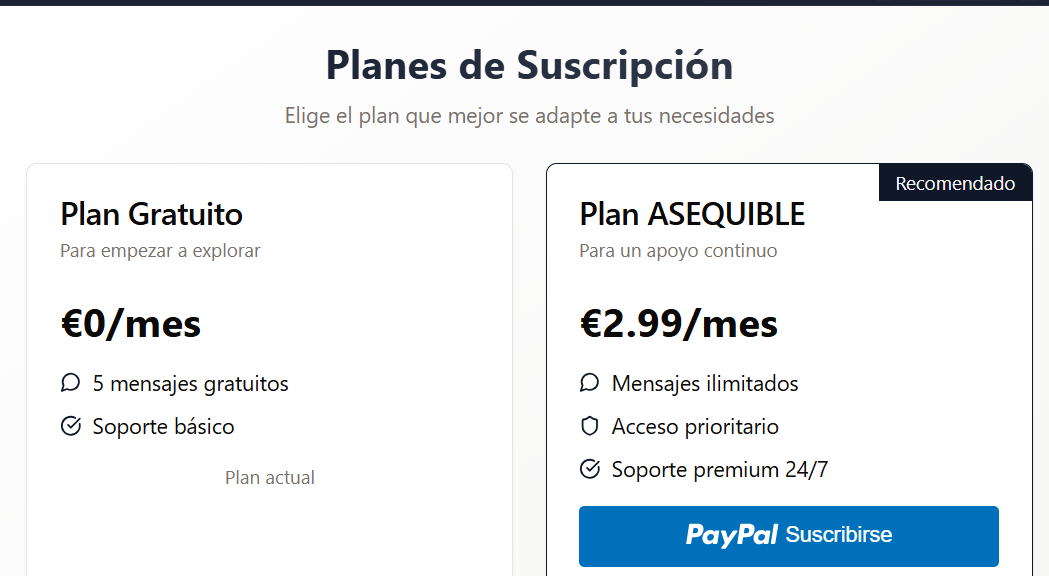 Planes de Suscripción
Elige el plan que mejor se adapte a tus necesidades
Plan Gratuito
Para empezar a explorar
€0/mes
5 mensajes gratuitos
Soporte básico
Plan actual
Recomendado
Plan ASEQUIBLE
Para un apoyo continuo
€2.99/mes
Mensajes ilimitados
Acceso prioritario
Soporte premium 24/7
PayPal Suscribirse